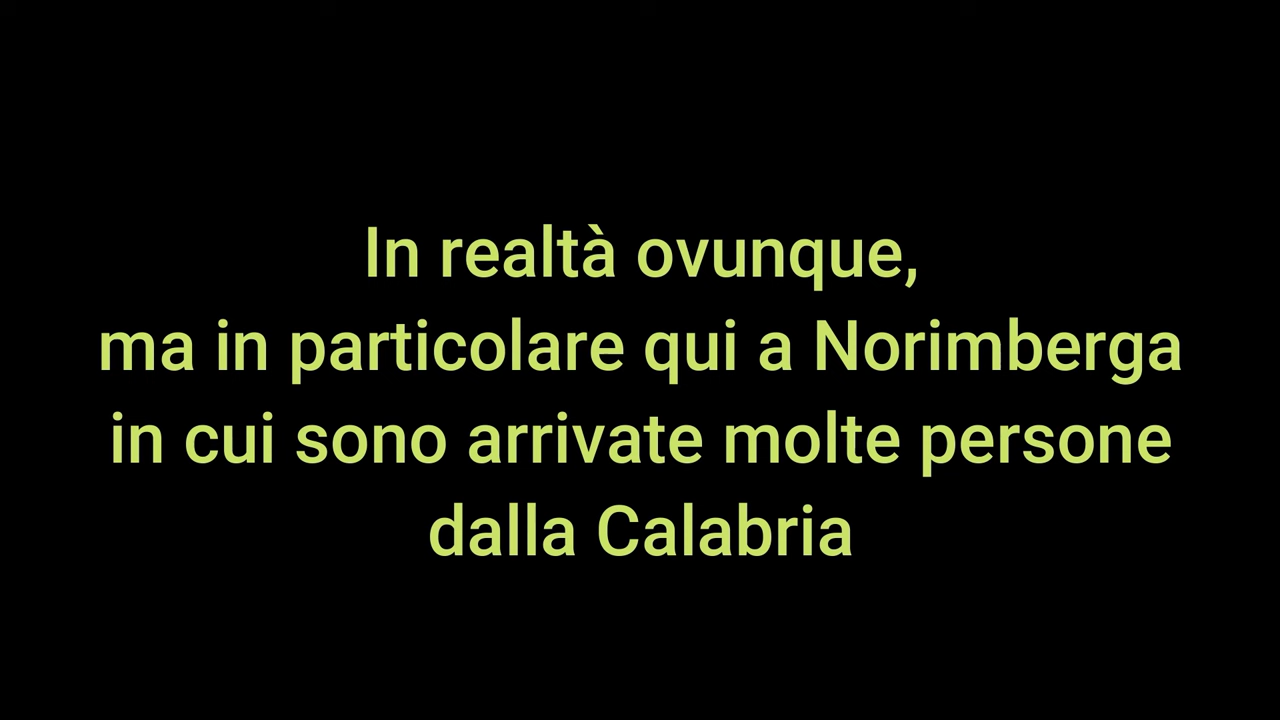 In realtà ovunque,
ma in particolare qui a Norimberga
in cui sono arrivate molte persone
dalla Calabria